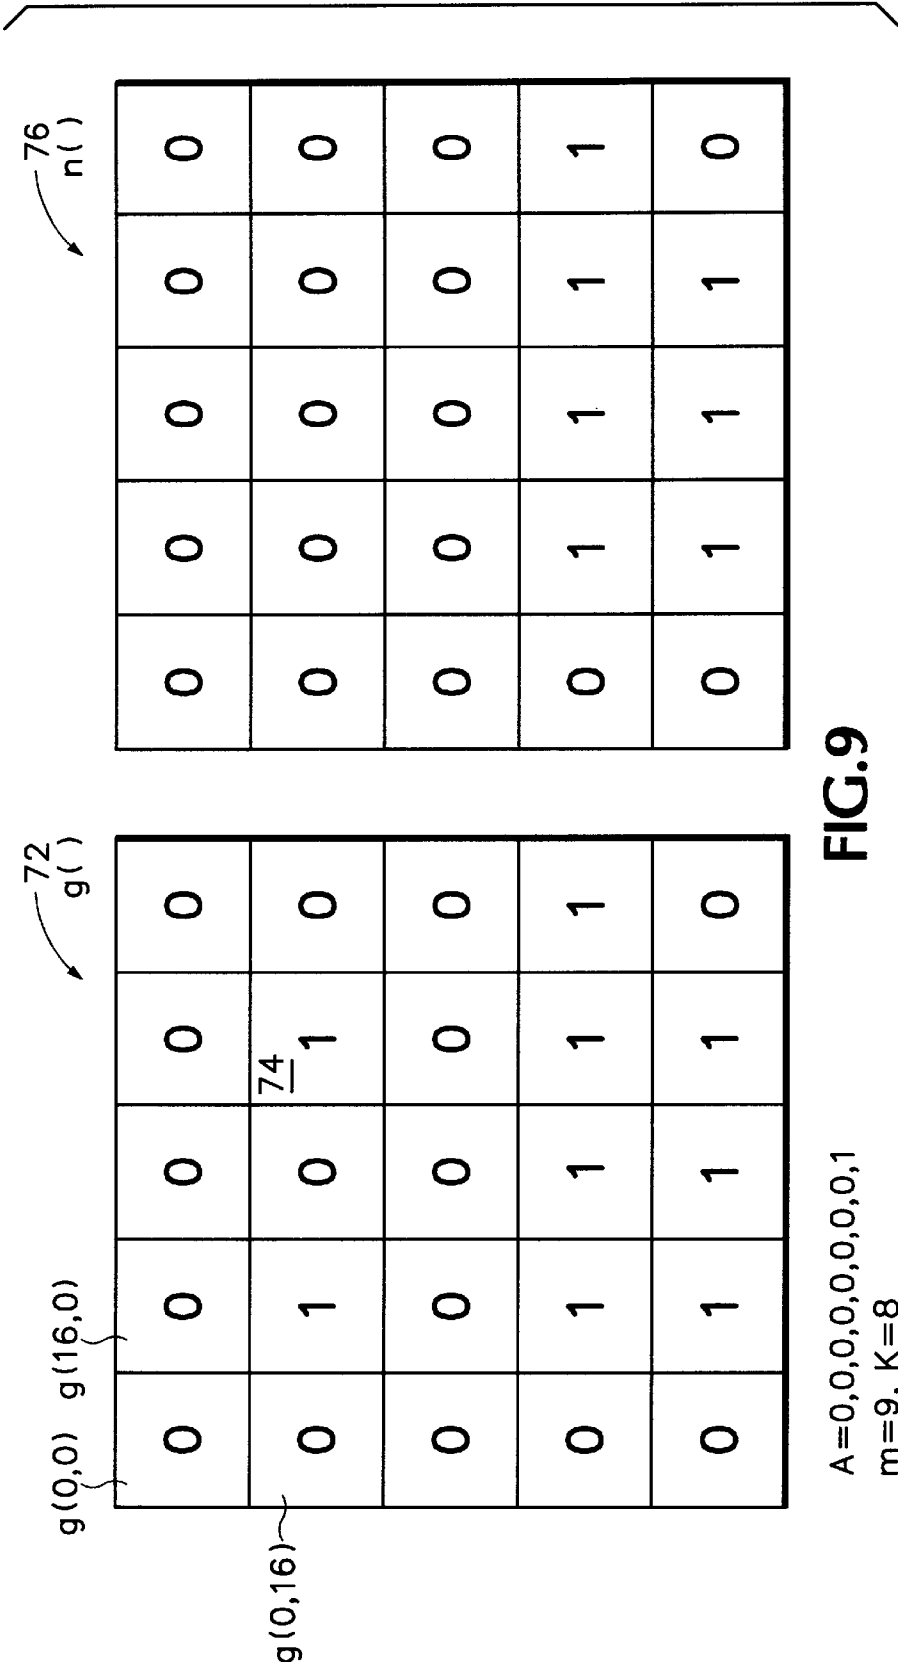 72
g()
g(0,0) g(16,0)
g(0,16)
0 0 0 0 0
0 1 0 74 1 0
0 0 0 0 0
0 1 1 1 1
0 1 1 1 0
76
n()
0 0 0 0 0
0 0 0 0 0
0 0 0 0 0
0 1 1 1 1
0 1 1 1 0
A=0,0,0,0,0,0,0,0,1
m=9, K=8
FIG.9